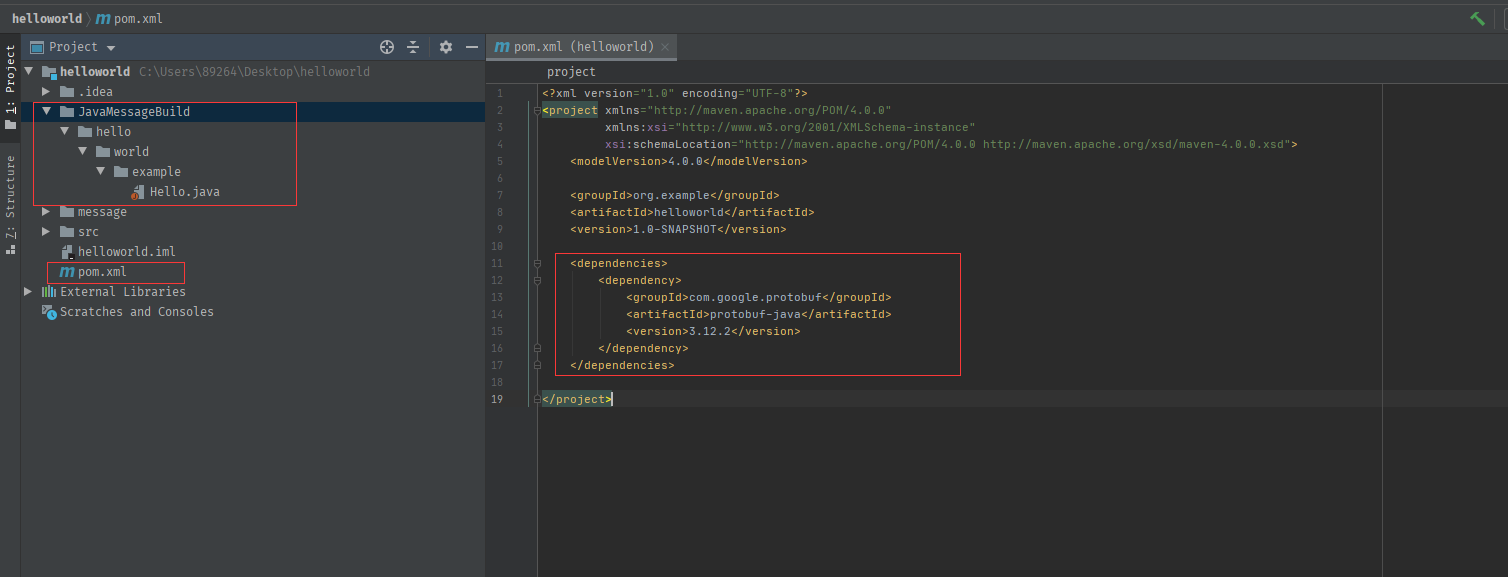 helloworld
pom.xml
Project
1: Project
7: Structure
helloworld C:\Users\89264\Desktop\helloworld
.idea
JavaMessageBuild
hello
world
example
Hello.java
message
src
helloworld.iml
pom.xml
External Libraries
Scratches and Consoles
pom.xml (helloworld)
project
1 <?xml version="1.0" encoding="UTF-8"?>
2 <project xmlns="http://maven.apache.org/POM/4.0.0"
3 xmlns:xsi="http://www.w3.org/2001/XMLSchema-instance"
4 xsi:schemaLocation="http://maven.apache.org/POM/4.0.0 http://maven.apache.org/xsd/maven-4.0.0.xsd">
5 <modelVersion>4.0.0</modelVersion>
6
7 <groupId>org.example</groupId>
8 <artifactId>helloworld</artifactId>
9 <version>1.0-SNAPSHOT</version>
10
11 <dependencies>
12 <dependency>
13 <groupId>com.google.protobuf</groupId>
14 <artifactId>protobuf-java</artifactId>
15 <version>3.12.2</version>
16 </dependency>
17 </dependencies>
18
19 </project>